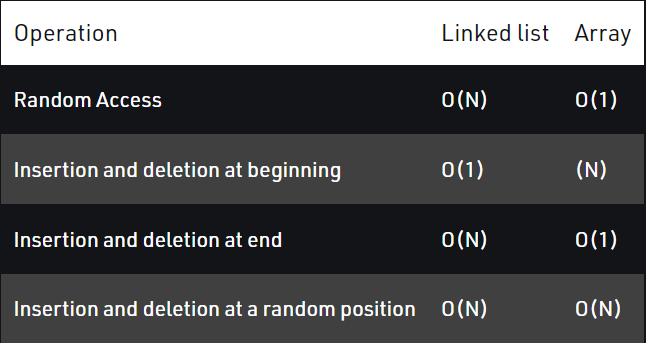 Operation Linked list Array
Random Access O(N) O(1)
Insertion and deletion at beginning O(1) (N)
Insertion and deletion at end O(N) O(1)
Insertion and deletion at a random position O(N) O(N)